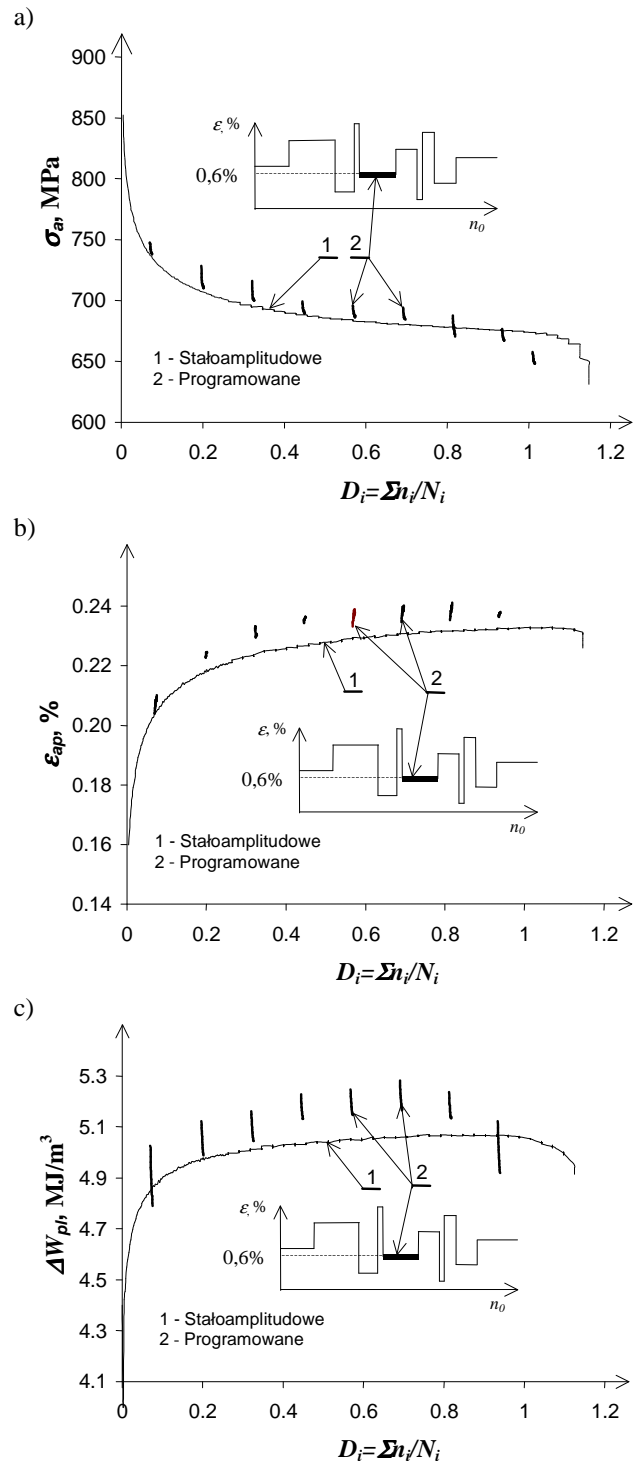 a)
900
850
800
750
700
650
600
σa, MPa
ε, %
0,6%
n0
1 2
1 - Stałoamplitudowe
2 - Programowane
0 0.2 0.4 0.6 0.8 1 1.2
Di=Σni/Ni
b)
0.24
0.22
0.20
0.18
0.16
0.14
εap, %
1
2
ε, %
0,6%
n0
1 - Stałoamplitudowe
2 - Programowane
0 0.2 0.4 0.6 0.8 1 1.2
Di=Σni/Ni
c)
5.3
5.1
4.9
4.7
4.5
4.3
4.1
ΔWpl, MJ/m³
1 2
ε, %
0,6%
n0
1 - Stałoamplitudowe
2 - Programowane
0 0.2 0.4 0.6 0.8 1 1.2
Di=Σni/Ni